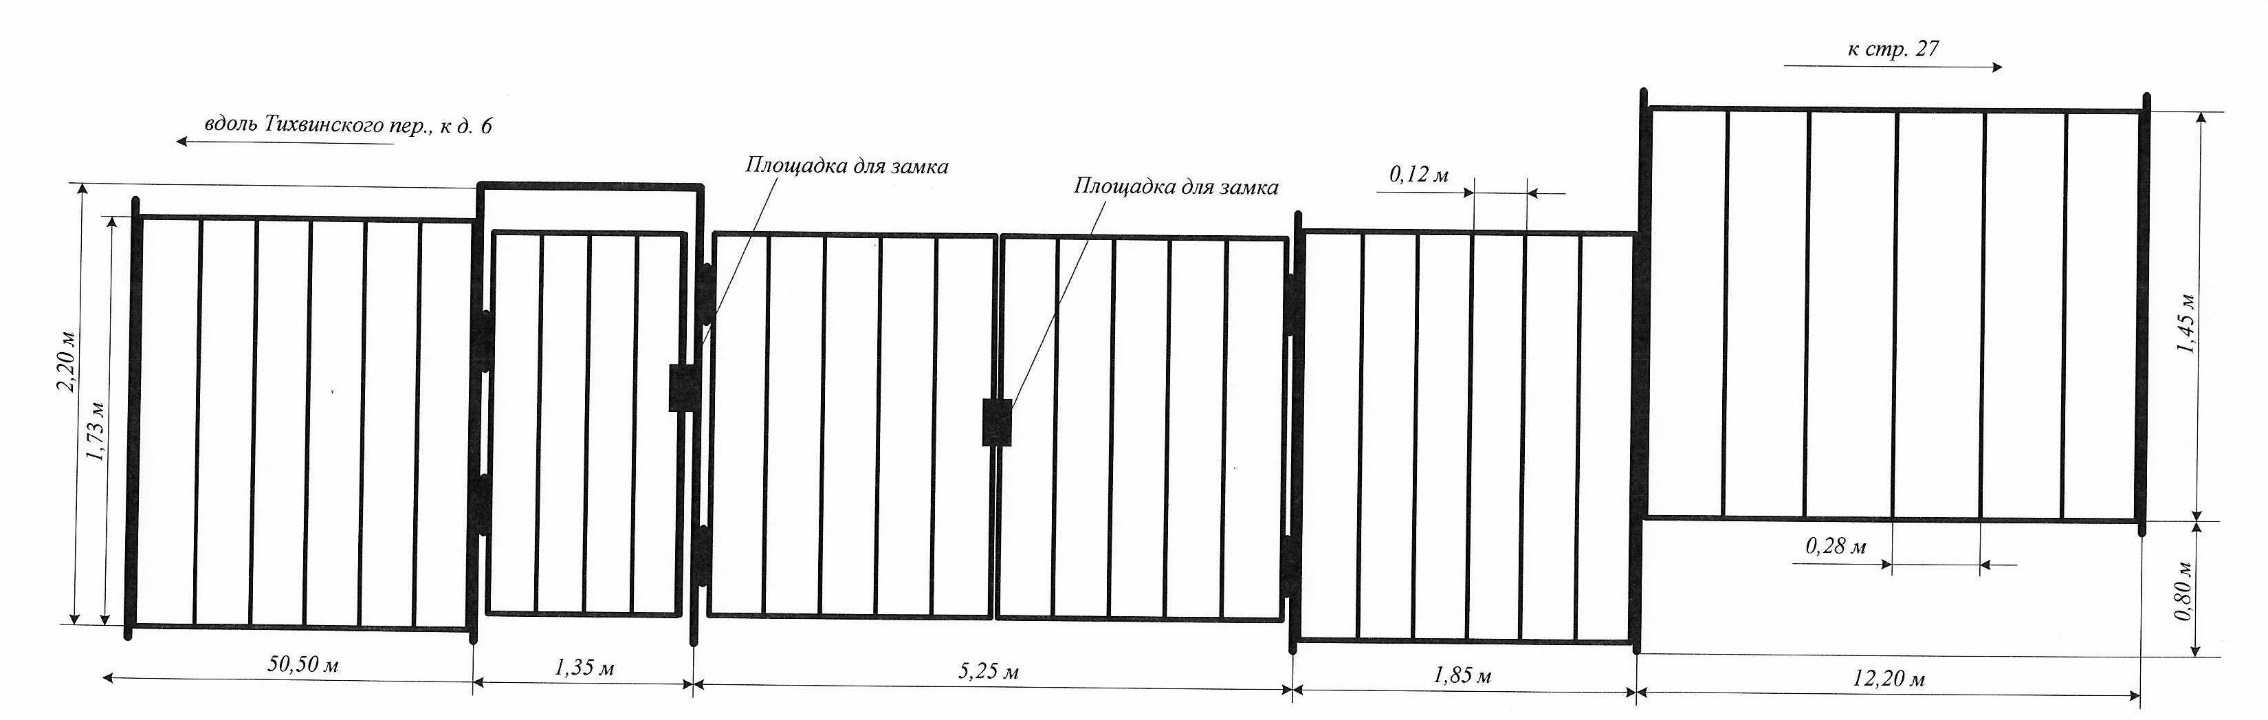 к стр. 27
вдоль Тихвинского пер., к д. 6
Площадка для замка
Площадка для замка
0,12 м
2,20 м
1,73 м
1,45 м
0,28 м
0,80 м
50,50 м
1,35 м
5,25 м
1,85 м
12,20 м